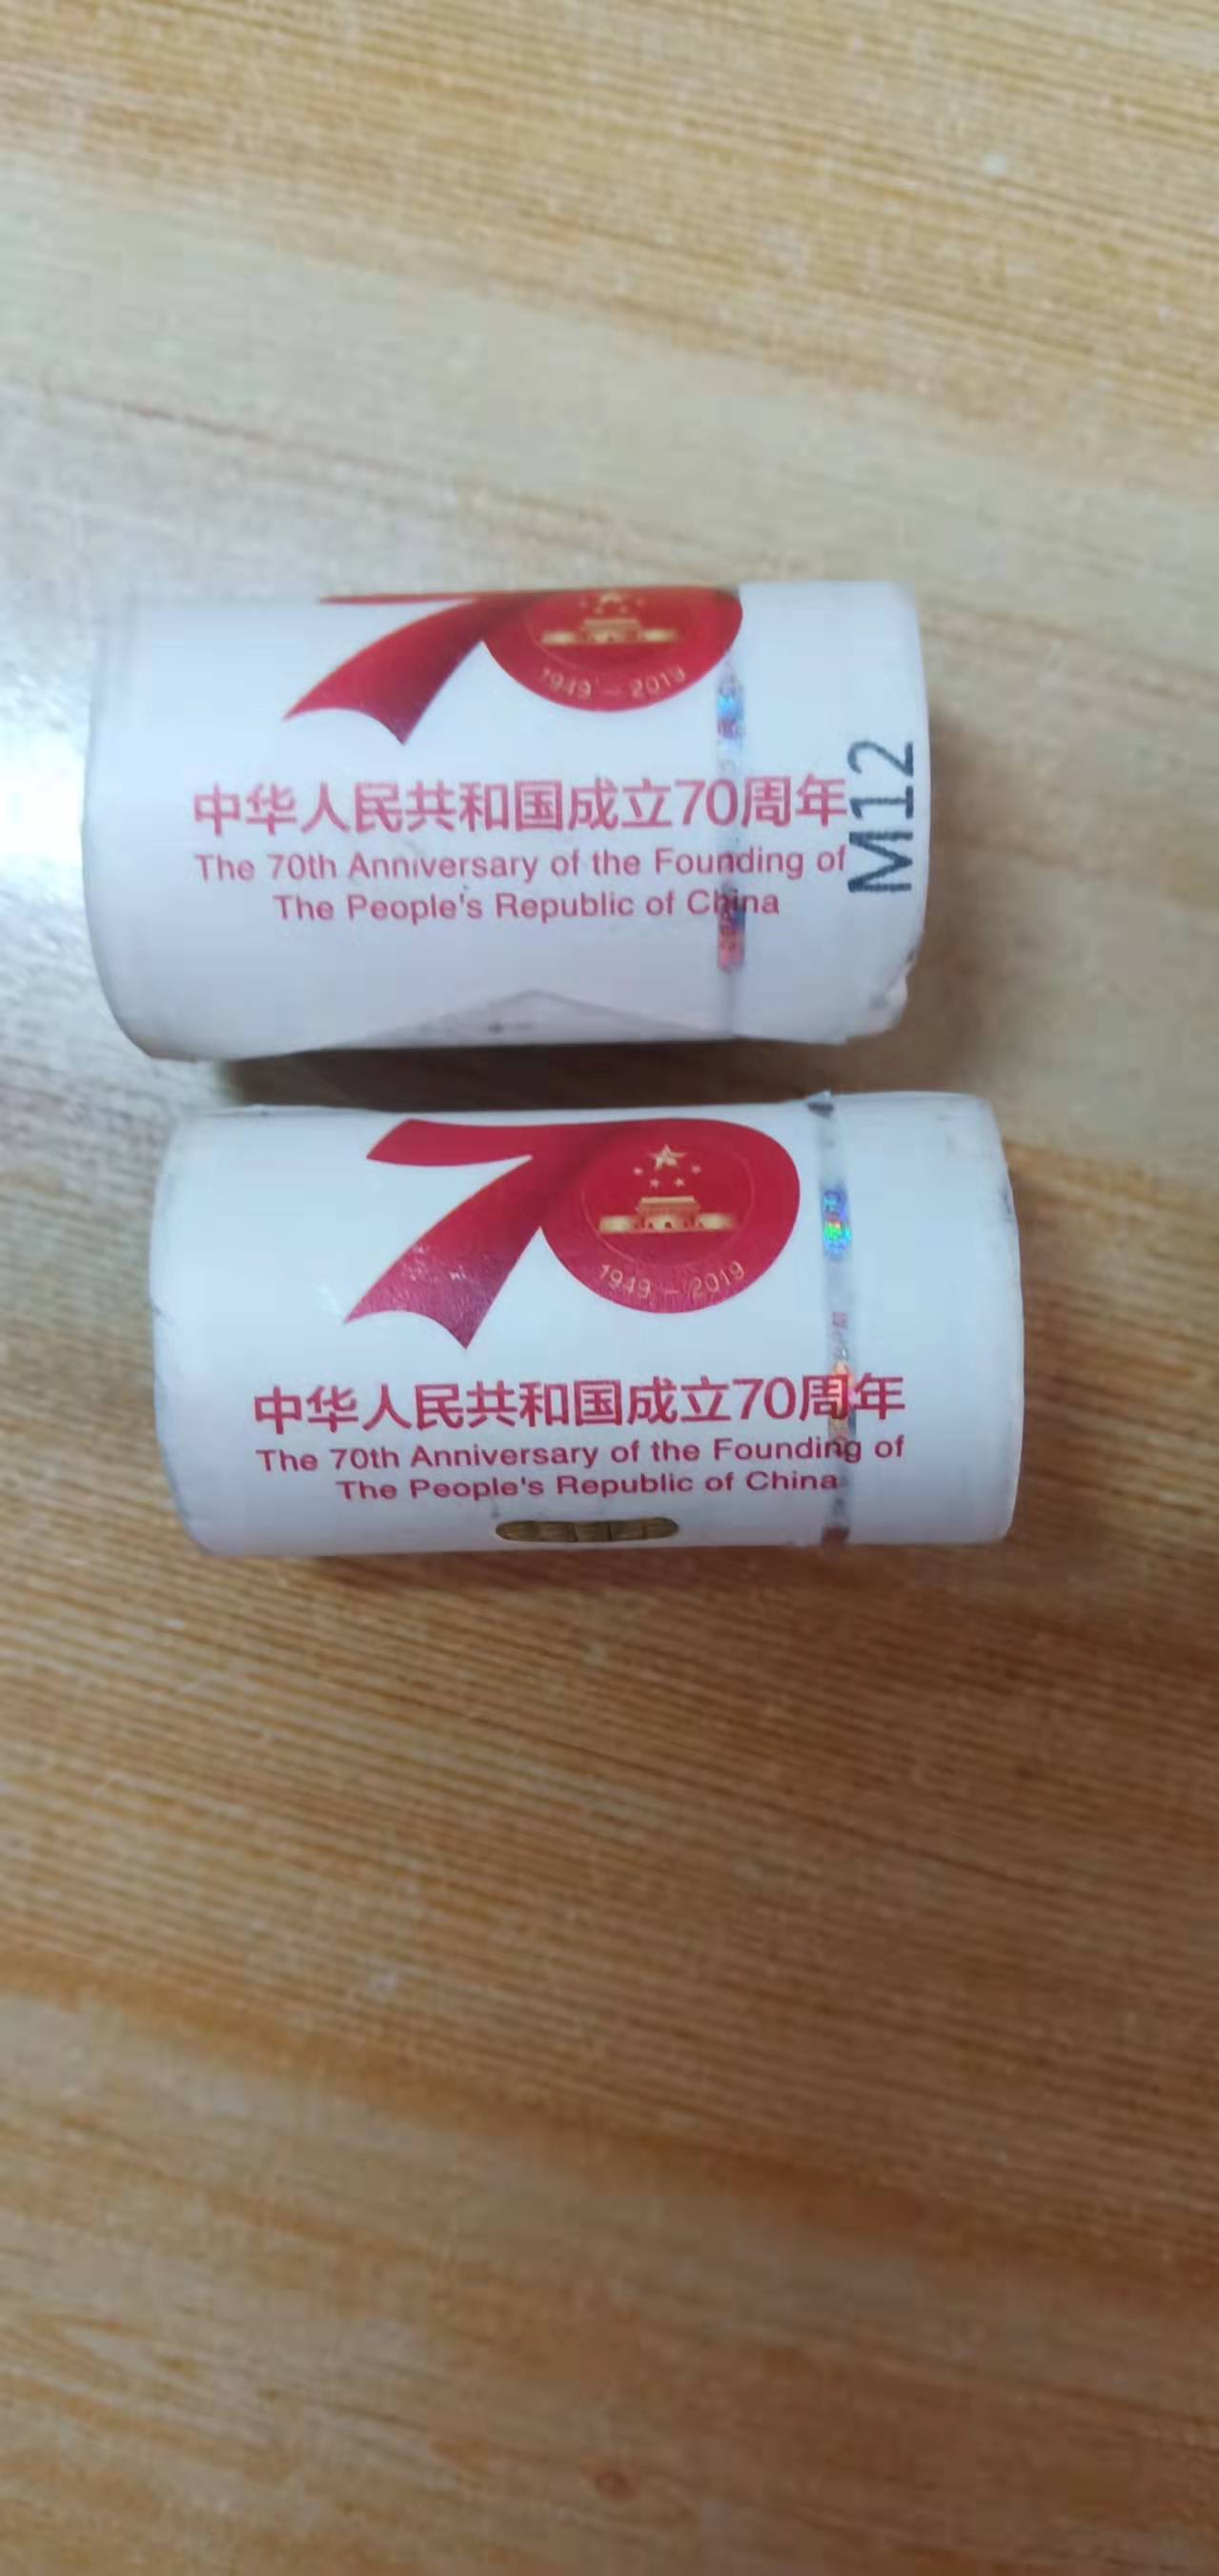 1949 - 2019
中华人民共和国成立70周年
The 70th Anniversary of the Founding of
The People's Republic of China
M12
1949 - 2019
中华人民共和国成立70周年
The 70th Anniversary of the Founding of
The People's Republic of China